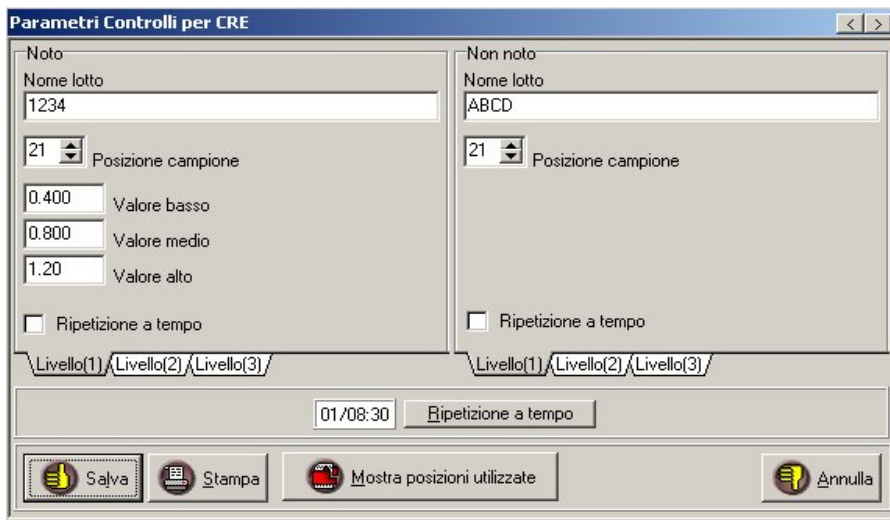 Parametri Controlli per CRE
Noto
Nome lotto
1234
21 Posizione campione
0.400 Valore basso
0.800 Valore medio
1.20 Valore alto
Ripetizione a tempo
Livello(1) Livello(2) Livello(3)
Non noto
Nome lotto
ABCD
21 Posizione campione
Ripetizione a tempo
Livello(1) Livello(2) Livello(3)
01/08:30 Ripetizione a tempo
Salva Stampa Mostra posizioni utilizzate Annulla